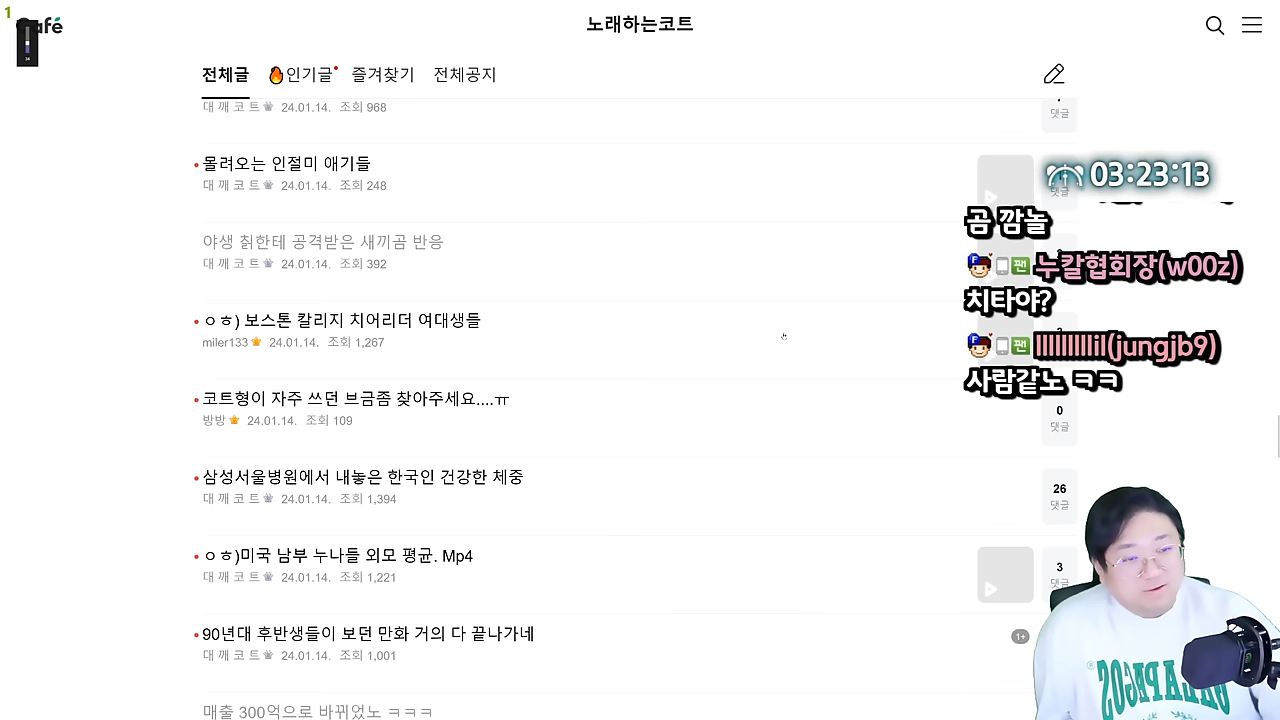 1
Café
34
노래하는코트
전체글
🔥인기글
즐겨찾기
전체공지
대 깨 코 트 24.01.14. 조회 968
댓글
몰려오는 인절미 애기들
대 깨 코 트 24.01.14. 조회 248
댓글
03:23:13
곰 깜놀
야생 칡한테 공격받은 새끼곰 반응
대 깨 코 트 24.01.14. 조회 392
팬 누칼협회장(w00z)
치타야?
ㅇㅎ) 보스톤 칼리지 치어리더 여대생들
miler133 24.01.14. 조회 1,267
팬 lllllllllil(jungjb9)
사람같노 ㅋㅋ
코트형이 자주 쓰던 브금좀 찾아주세요....ㅠ
방방 24.01.14. 조회 109
0
댓글
삼성서울병원에서 내놓은 한국인 건강한 체중
대 깨 코 트 24.01.14. 조회 1,394
26
댓글
ㅇㅎ)미국 남부 누나들 외모 평균. Mp4
대 깨 코 트 24.01.14. 조회 1,221
3
댓글
90년대 후반생들이 보던 만화 거의 다 끝나가네
대 깨 코 트 24.01.14. 조회 1,001
1+
매출 300억으로 바뀌었노 ㅋㅋㅋ